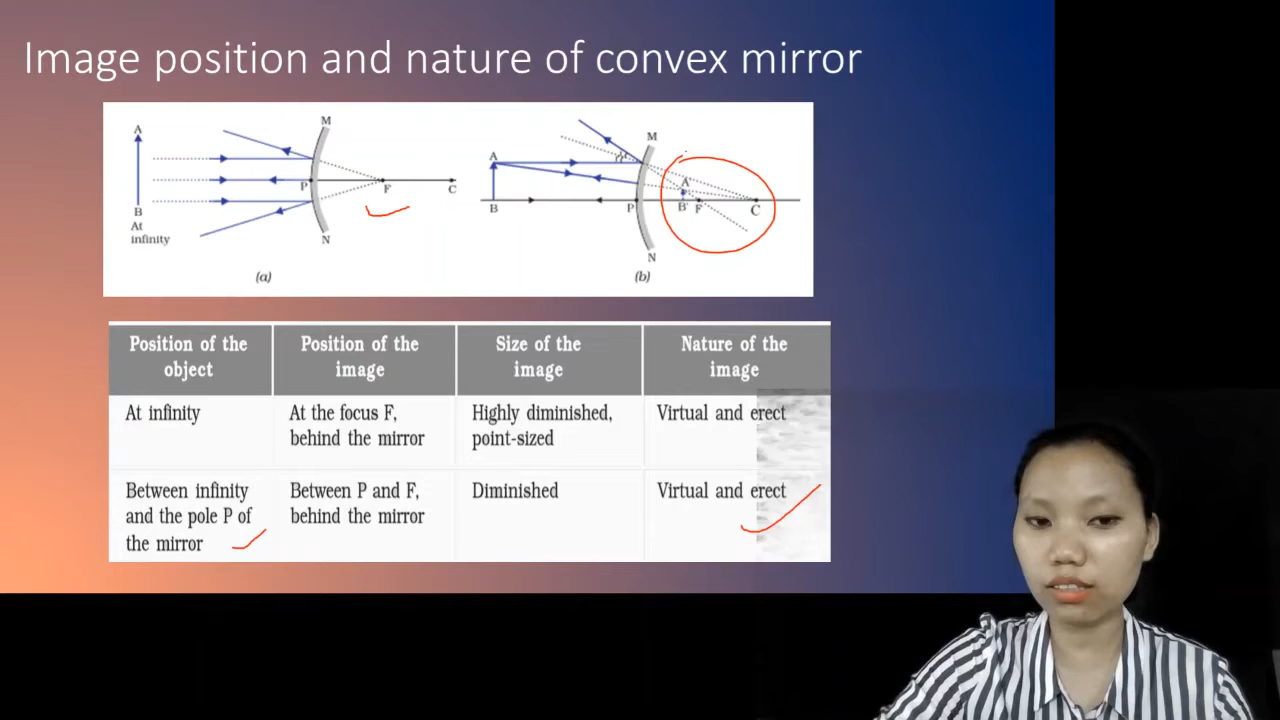 Image position and nature of convex mirror
A
M
P
F
C
B
At
infinity
N
(a)
A
M
A'
B
P
B' F
C
N
(b)
Position of the object
Position of the image
Size of the image
Nature of the image
At infinity
At the focus F,
behind the mirror
Highly diminished,
point-sized
Virtual and erect
Between infinity
and the pole P of
the mirror
Between P and F,
behind the mirror
Diminished
Virtual and erect